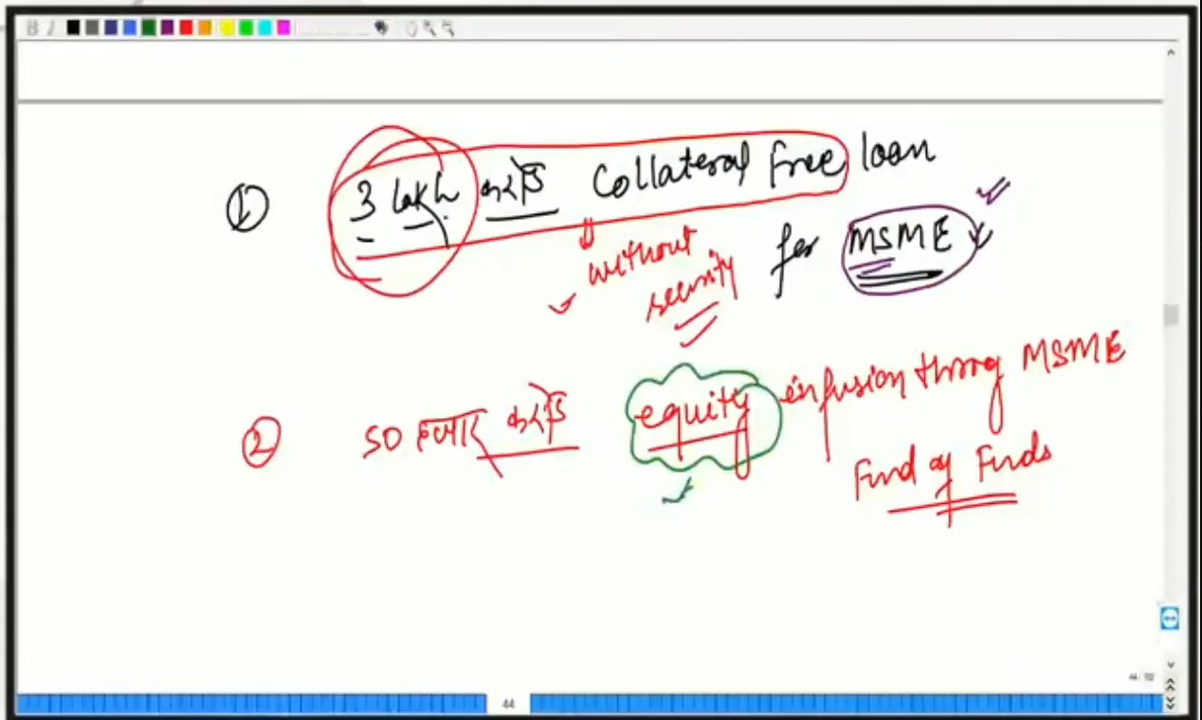 ① 3 lakh करोड़ Collateral free loan
without
security
for MSME
② 50 हजार करोड़ equity infusion throug MSME
Fund of Funds
44